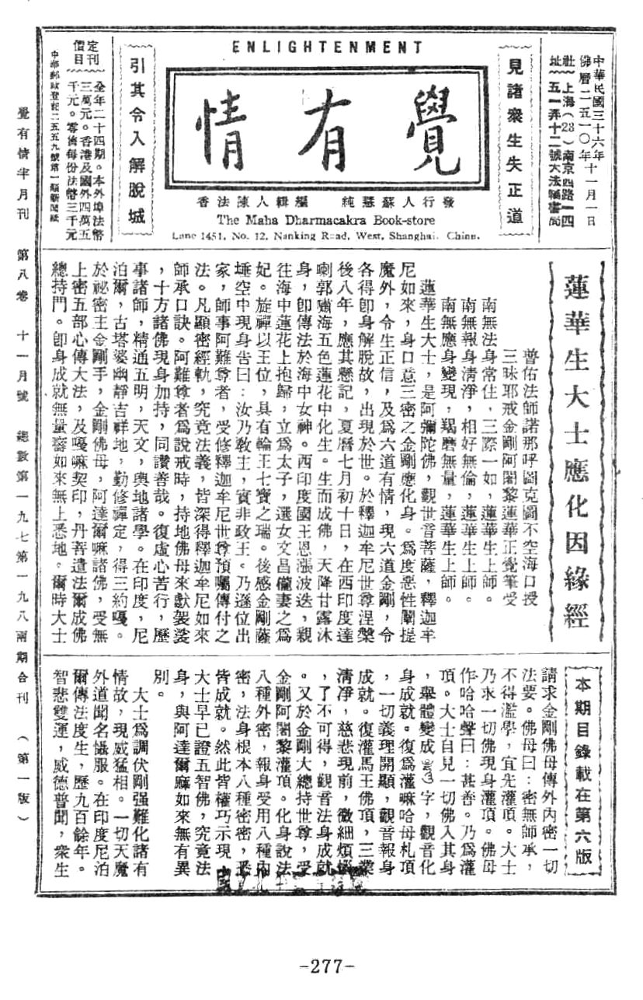 ENLIGHTENMENT
覺有情
發行人蘇慧純　編輯人陳法香
The Maha Dharmacakra Book-store
Lane 1451, No. 12, Nanking Road, West, Shanghai, China.
見諸衆生失正道
引其令入解脫城
中華民國三十六年十一月一日
佛曆二五一〇年
社址 上海(23)南京西路一四
五一弄十二號大法輪書局
定刊價目
全年二十四期。本外埠法幣
三萬元。香港及國外四萬五
千元。零售每份法幣三千元
中華郵政登記二五五九號第一類新聞紙
覺有情半月刊　第八卷　十一月號　總數第一九七第一九八兩期合刊　(第一版)
蓮華生大士應化因緣經
普佑法師諾那呼圖克圖不空海口授
三昧耶戒金剛阿闍黎蓮華正覺筆受
南無法身常住，三際一如，蓮華生上師。
南無報身清淨，相好無倫，蓮華生上師。
南無應身變現，羯磨無量，蓮華生上師。
蓮華生大士，是阿彌陀佛，觀世音菩薩，釋迦牟
尼如來，身口意三密之金剛應化身。爲度惡性闡提
魔外，令生正信，及爲六道有情，現六道金剛，令
各得卽身解脫故，出現於世。於釋迦牟尼世尊涅槃
後八年，應其懸記，夏曆七月初十日，在西印度達
喇郭嘯海五色蓮花中化生。生而成佛，天降甘露沐
身，卽傳法於海中女神。西印度國王恩漲波迭，親
往海中蓮花上抱歸，立爲太子，選女文昌儱妻之爲
妃。旋禪以王位，具有輪王七寶之瑞。後感金剛薩
埵空中現身告曰：汝乃敎主，實非政王。乃遜位出
家，師事阿難尊者，受修釋迦牟尼世尊預囑傳付之
法。凡顯密經軌，究竟法義，皆深得釋迦牟尼如來
師承口訣。阿難尊者爲說戒時，持地佛母來獻袈裟
，十方諸佛現身加持，同讚善哉。復虛心苦行，歷
事諸師，精通五明，天文，輿地諸學。在印度，尼
泊爾，古塔婆幽靜吉祥地，勤修禪定，得三約嘎。
於祕密主金剛手，金剛佛母，阿達爾嘛諸佛，受無
上密五部心傳大法，及嘎嘛契印，丹菩遣法爾成佛
總持門。卽身成就無量壽如來無上悉地。爾時大士
本期目錄載在第六版
請求金剛佛母傳外內密一切
法要。佛母曰：密無師承，
不得濫學，宜先灌頂。大士
乃求一切佛現身灌頂。佛母
作哈哈聲曰：甚善。乃爲灌
頂。大士自見一切佛入其身
，舉體變成字，觀音化
身成就。復爲灌嘛哈母札頂
，一切義理開顯，觀音報身
成就。復灌馬王佛頂，三業
清淨，慈悲現前，微細煩惱
，了不可得，觀音法身成就
。又於金剛大總持世尊，受
金剛阿闍黎灌頂。化身說法
八種外密，報身受用八種內
密，法身根本八種密密，悉
皆成就。然此皆權巧示現，
大士早已證五智佛，究竟法
身，與阿達爾嘛如來無有異
別。
大士爲調伏剛强難化諸有
情故，現威猛相。一切天魔
外道聞名懾服。在印度尼泊
爾傳法度生，歷九百餘年。
智悲雙運，威德普聞，衆生
-277-